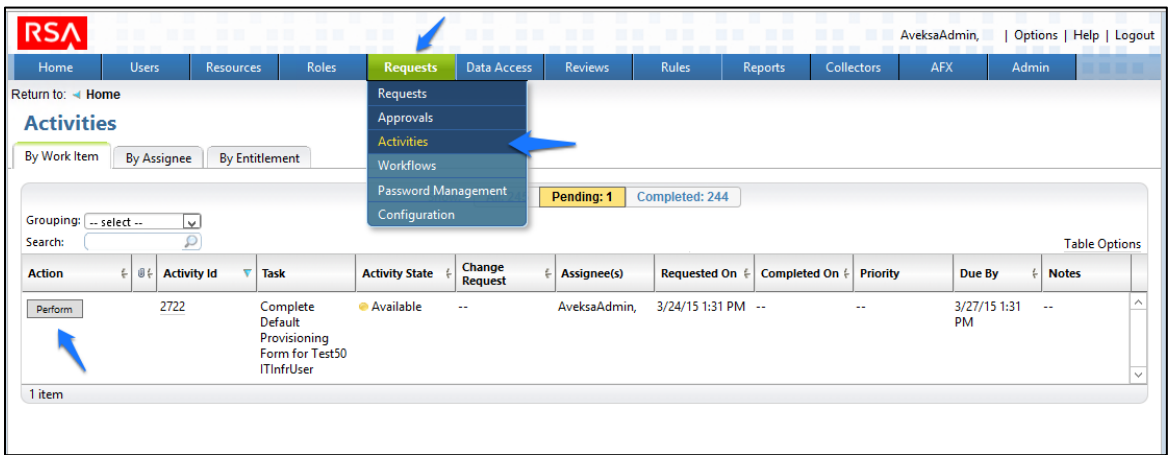 RSA
AveksaAdmin, | Options | Help | Logout
Home Users Resources Roles Requests Data Access Reviews Rules Reports Collectors AFX Admin
Return to: Home
Requests
Approvals
Activities
Workflows
Password Management
Configuration
Activities
By Work Item By Assignee By Entitlement
Pending: 1 Completed: 244
Grouping: -- select --
Search:
Table Options
Action Activity Id Task Activity State Change Request Assignee(s) Requested On Completed On Priority Due By Notes
Perform 2722 Complete Default Provisioning Form for Test50 ITInfrUser Available -- AveksaAdmin, 3/24/15 1:31 PM -- -- 3/27/15 1:31 PM --
1 item